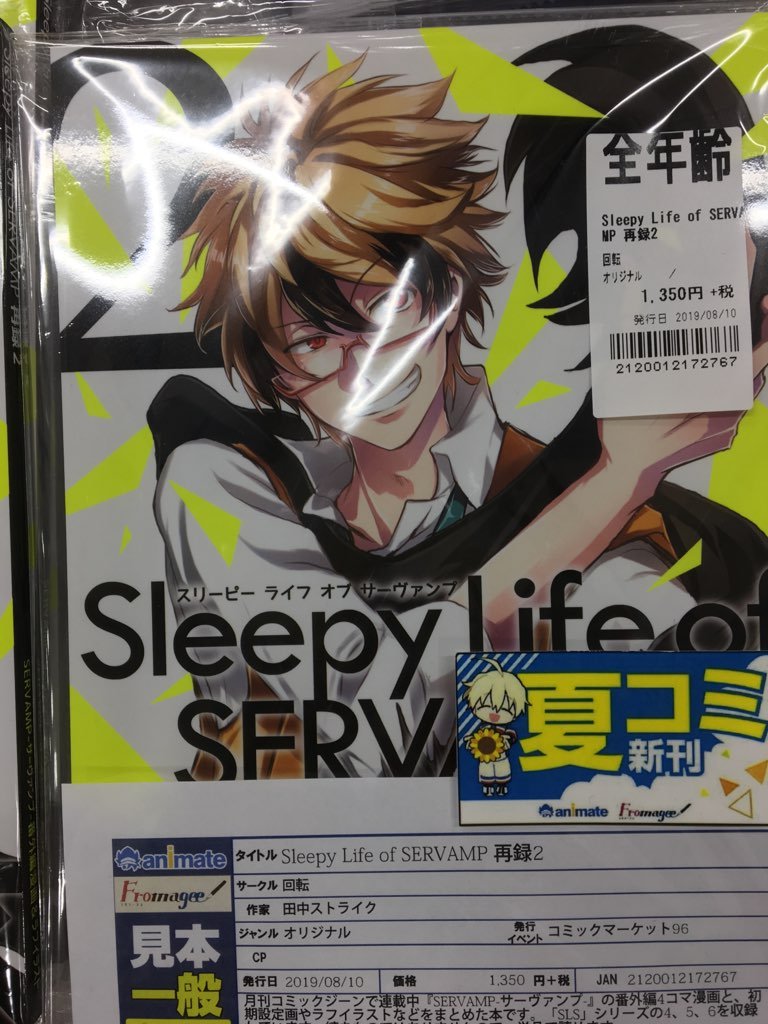 2
全年齢
Sleepy Life of SERVA
MP 再録2
回転
オリジナル /
1,350円 +税
発行日 2019/08/10
2120012172767
スリーピー ライフ オブ サーヴァンプ
Sleepy Life of
SERV
夏コミ
新刊
animate Fromagee
animate
Fromagee
見本
一般
タイトル Sleepy Life of SERVAMP 再録2
サークル 回転
作家 田中ストライク
ジャンル オリジナル 発行イベント コミックマーケット96
CP
発行日 2019/08/10 価格 1,350 円+税 JAN 2120012172767
月刊コミックジーンで連載中『SERVAMP-サーヴァンプ-』の番外編4コマ漫画と、初
期設定画やラフイラストなどをまとめた本です。「SLS」シリーズの4、5、6を収録